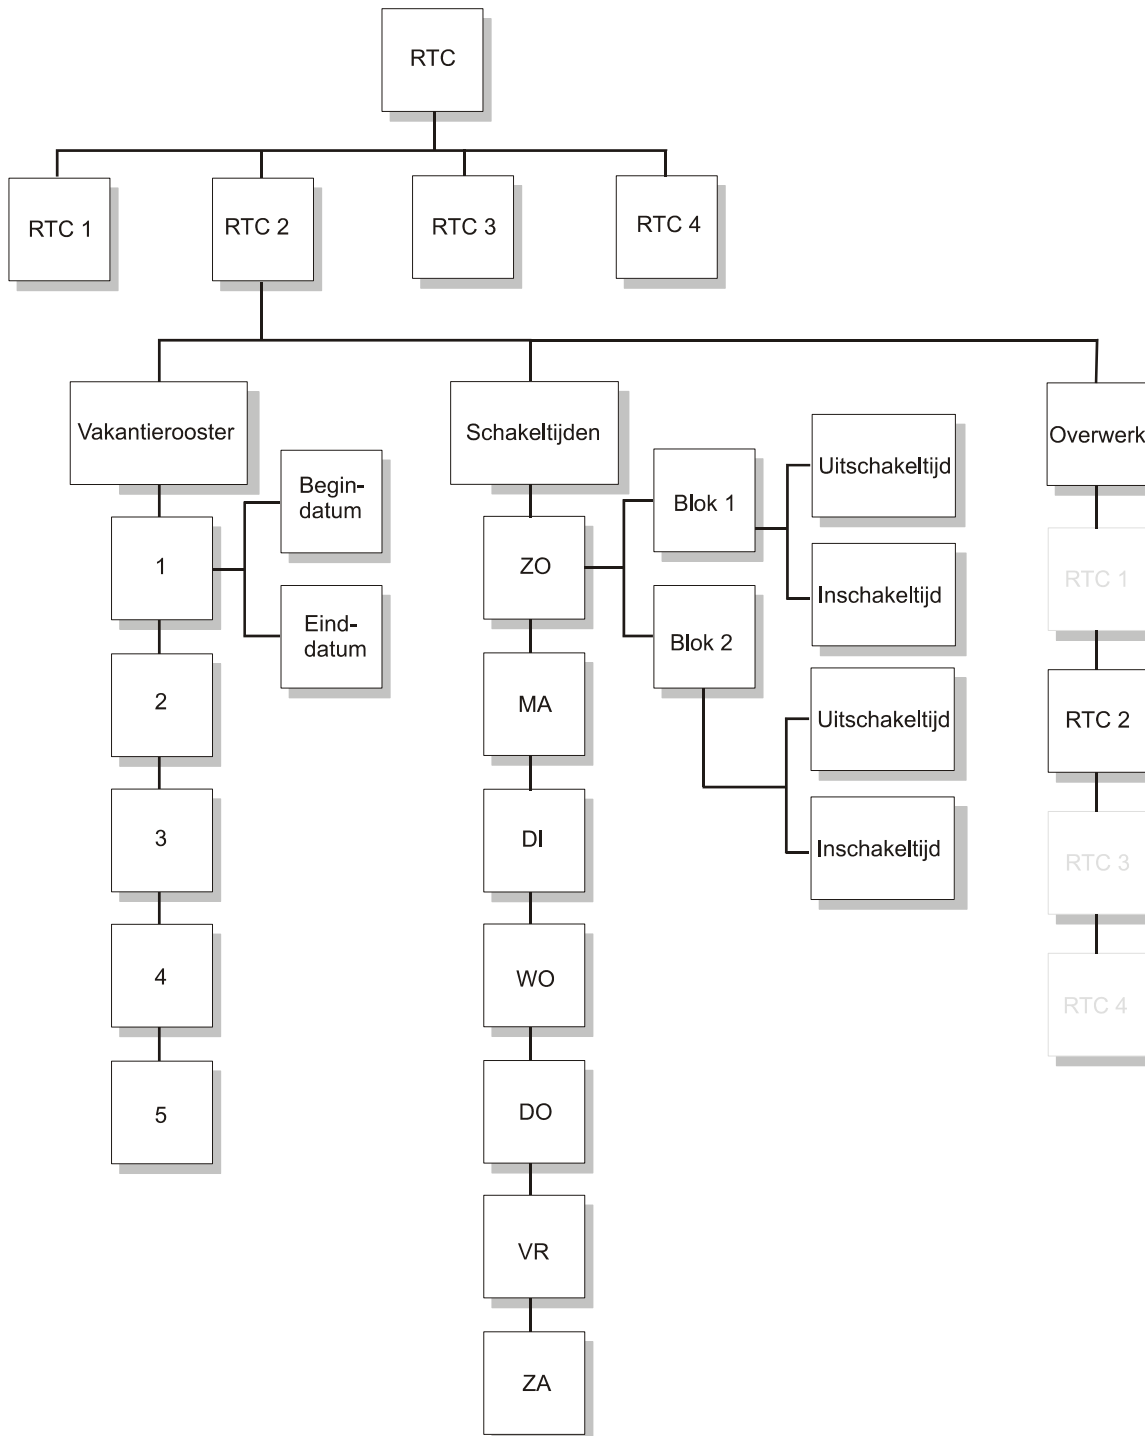 RTC
RTC 1
RTC 2
RTC 3
RTC 4
Vakantierooster
Begin-
datum
1
Eind-
datum
2
3
4
5
Schakeltijden
ZO
Blok 1
Uitschakeltijd
Inschakeltijd
Blok 2
Uitschakeltijd
Inschakeltijd
MA
DI
WO
DO
VR
ZA
Overwerk
RTC 1
RTC 2
RTC 3
RTC 4